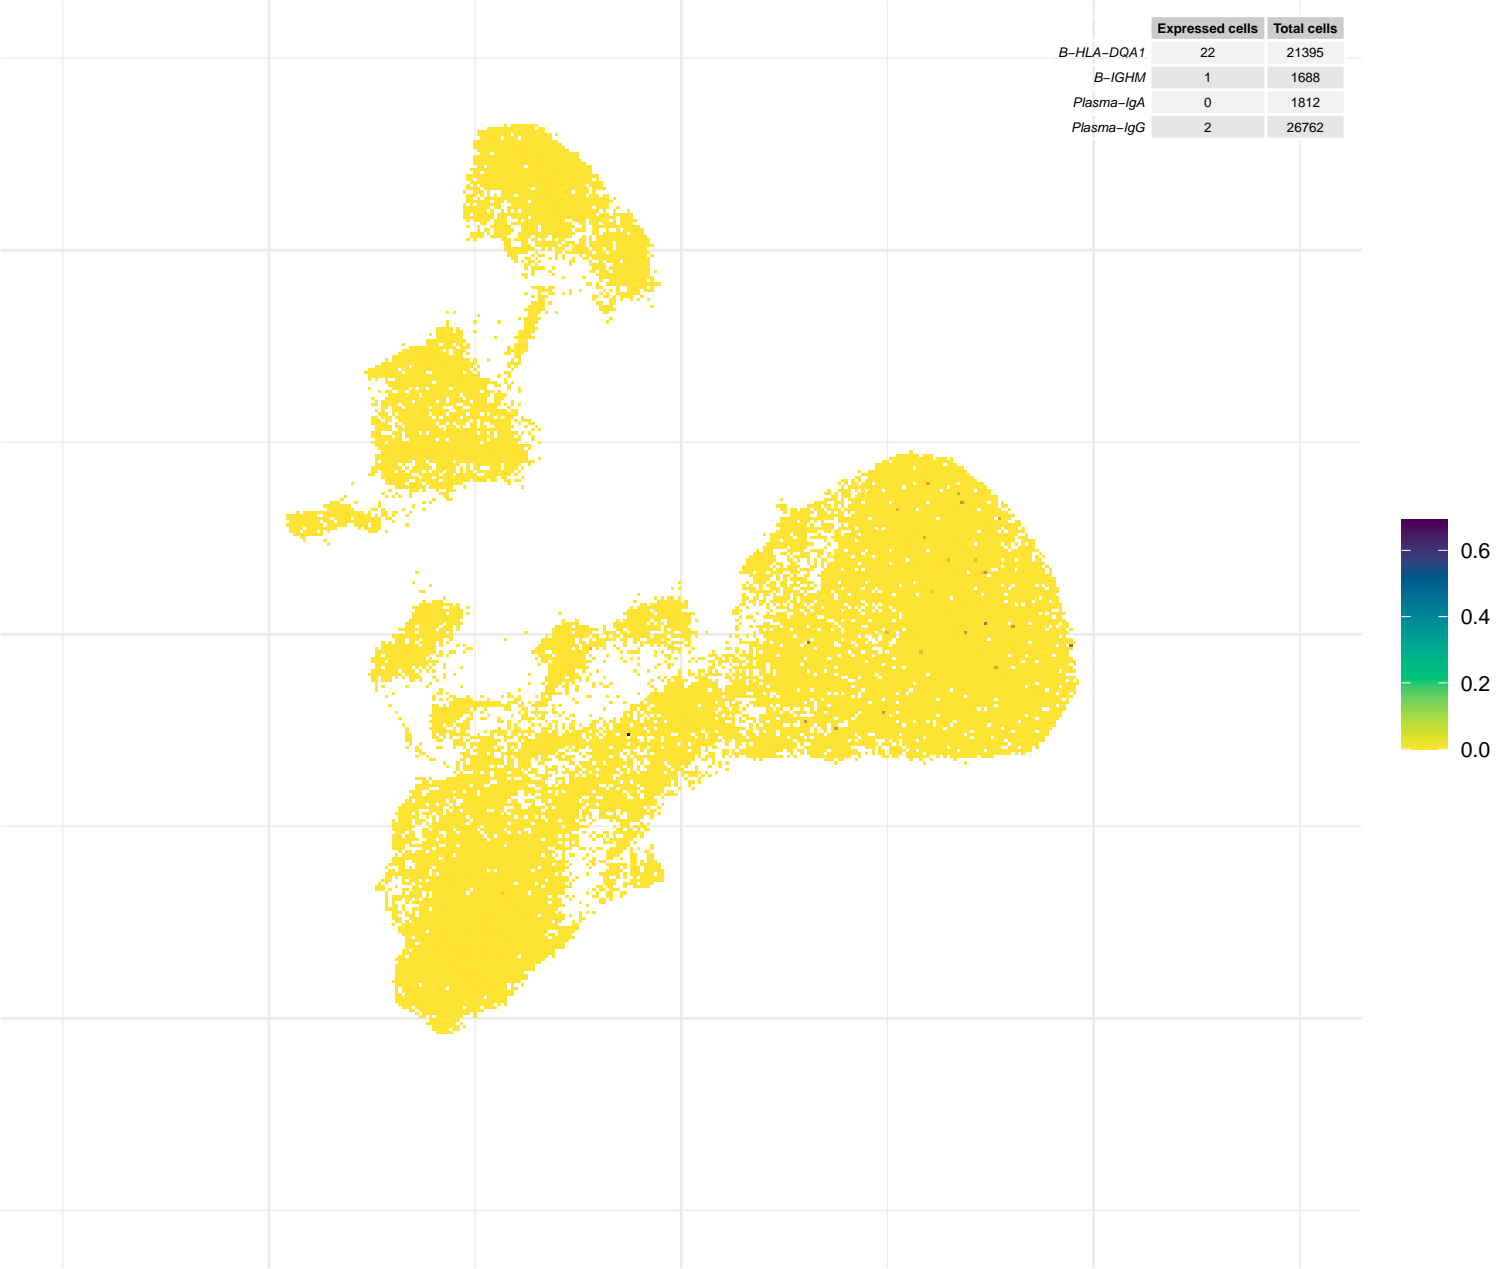 Expressed cells Total cells
B−HLA−DQA1 22 21395
B−IGHM 1 1688
Plasma−IgA 0 1812
Plasma−IgG 2 26762
0.6
0.4
0.2
0.0